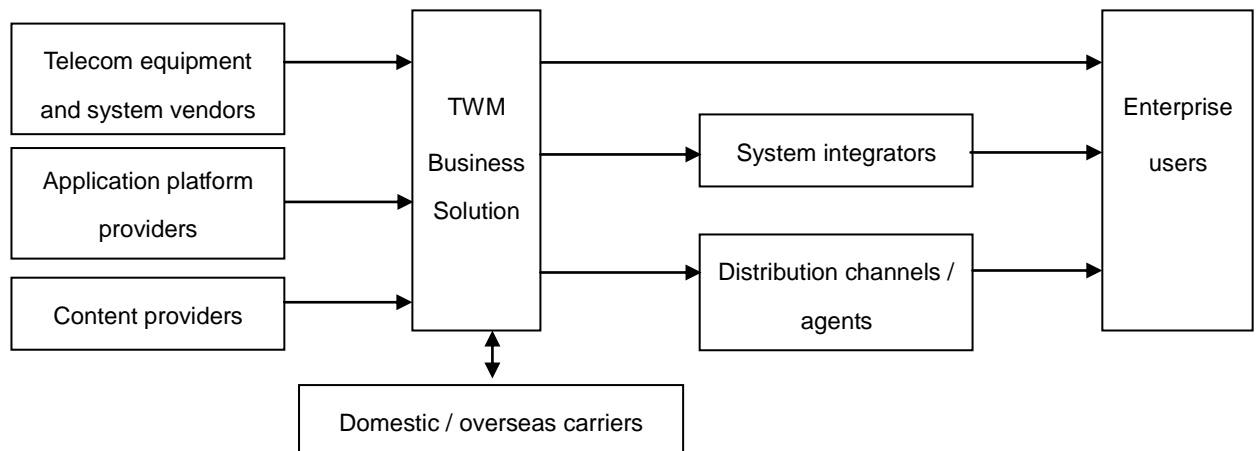 Telecom equipment
and system vendors
Application platform
providers
Content providers
TWM
Business
Solution
System integrators
Distribution channels /
agents
Enterprise
users
Domestic / overseas carriers